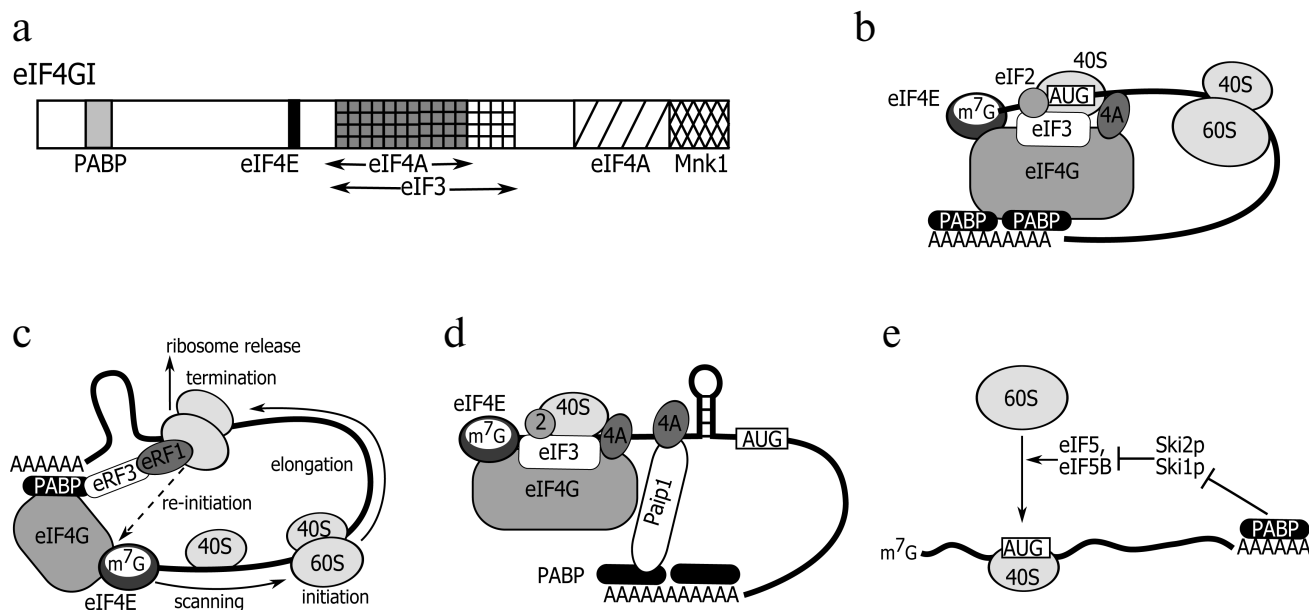 a
eIF4GI
PABP
eIF4E
eIF4A
eIF3
eIF4A
Mnk1
b
eIF4E
eIF2
40S
AUG
m⁷G
eIF3
4A
eIF4G
PABP PABP
AAAAAAAAAA
40S
60S
c
ribosome release
termination
AAAAAA
PABP
eRF3
eRF1
elongation
re-initiation
eIF4G
m⁷G
eIF4E
40S
scanning
40S
60S
initiation
d
eIF4E
m⁷G
2
40S
eIF3
4A
4A
eIF4G
Paip1
AUG
PABP
AAAAAAAAAAA
e
60S
eIF5,
eIF5B
Ski2p
Ski1p
m⁷G
AUG
40S
PABP
AAAAAA